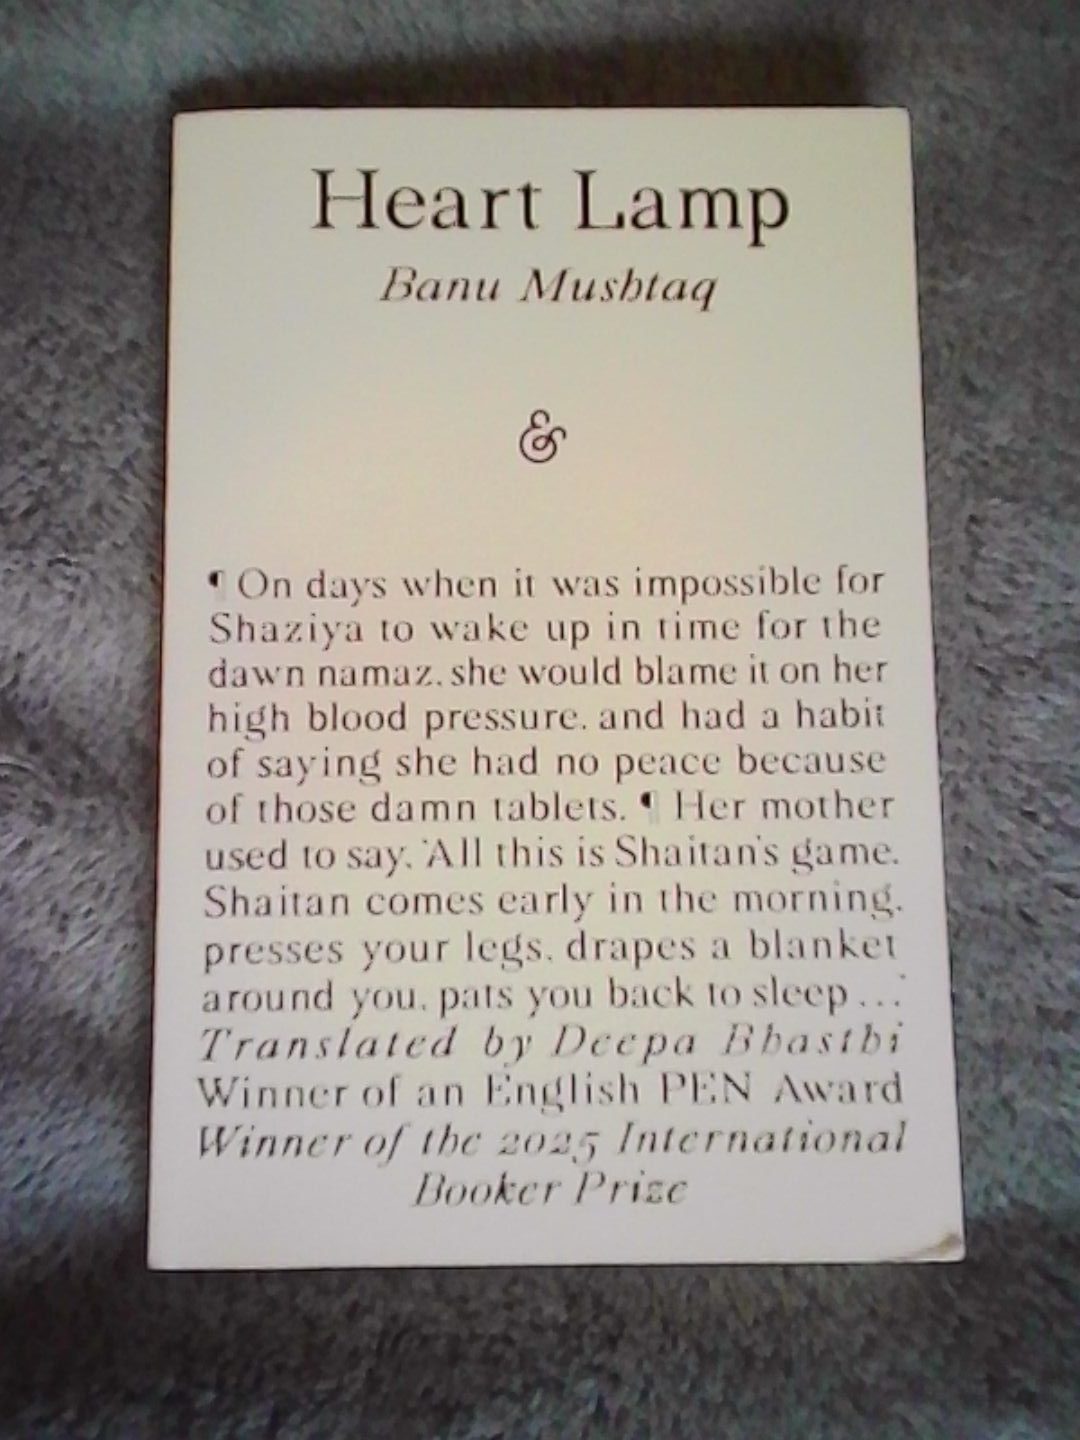 Heart Lamp
Banu Mushtaq
&
¶ On days when it was impossible for
Shaziya to wake up in time for the
dawn namaz, she would blame it on her
high blood pressure, and had a habit
of saying she had no peace because
of those damn tablets. ¶ Her mother
used to say, ‘All this is Shaitan’s game.
Shaitan comes early in the morning,
presses your legs, drapes a blanket
around you, pats you back to sleep ...’
Translated by Deepa Bhasthi
Winner of an English PEN Award
Winner of the 2025 International
Booker Prize